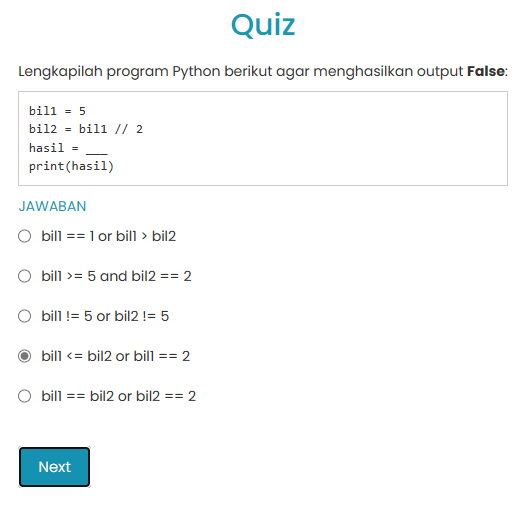 Quiz
Lengkapilah program Python berikut agar menghasilkan output False:
bil1 = 5
bil2 = bil1 // 2
hasil = ___
print(hasil)
JAWABAN
bil1 == 1 or bil1 > bil2
bil1 >= 5 and bil2 == 2
bil1 != 5 or bil2 != 5
bil1 <= bil2 or bil1 == 2
bil1 == bil2 or bil2 == 2
Next